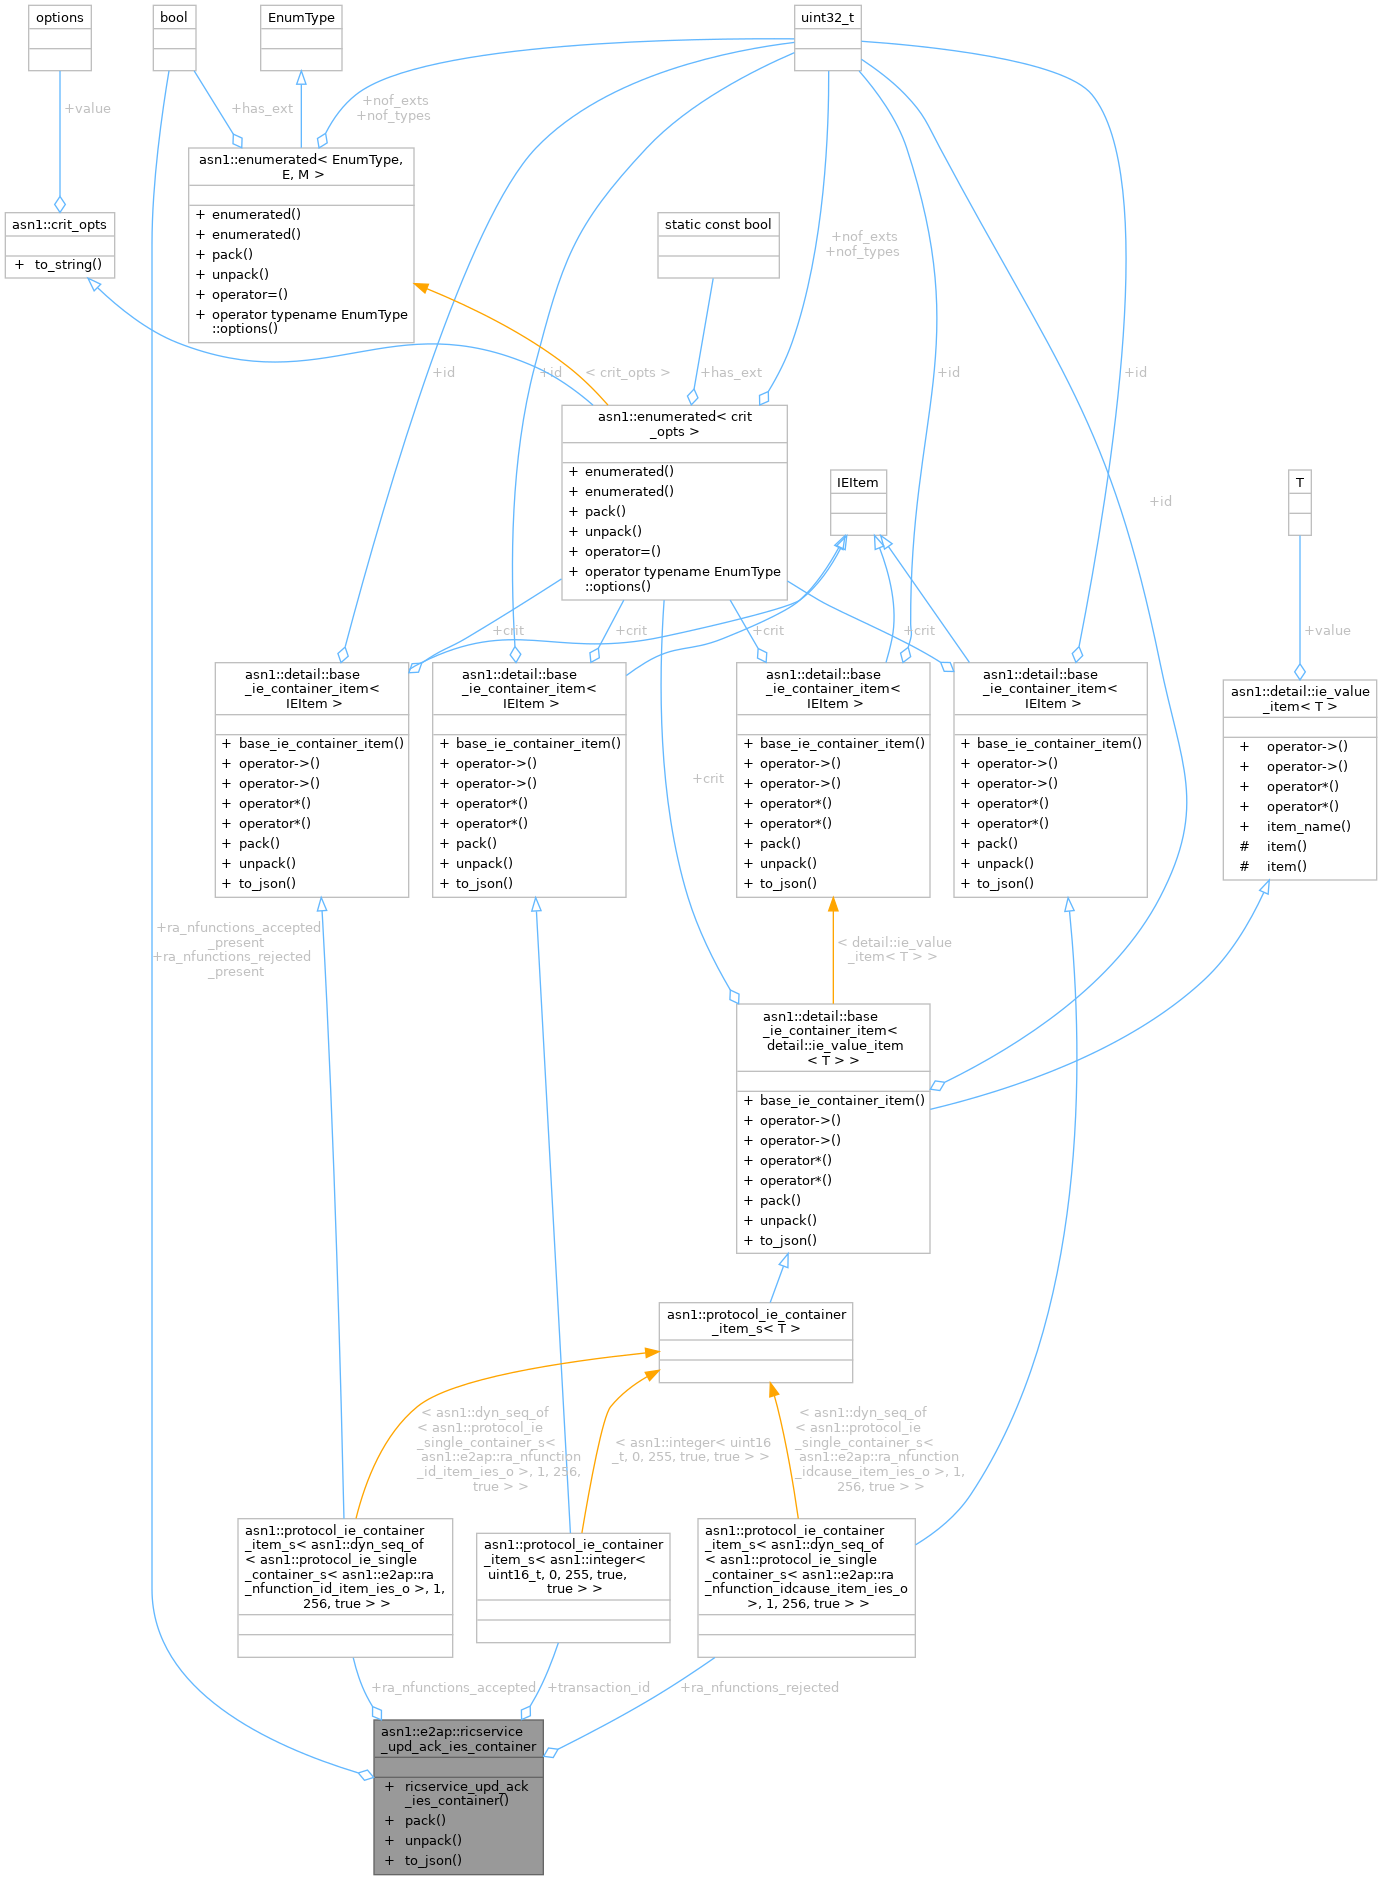 options
bool
EnumType
uint32_t
+value
+has_ext
+nof_exts
+nof_types
asn1::enumerated< EnumType,
E, M >
+ enumerated()
+ enumerated()
+ pack()
+ unpack()
+ operator=()
+ operator typename EnumType
::options()
asn1::crit_opts
+ to_string()
static const bool
+nof_exts
+nof_types
+id
+id
< crit_opts >
+has_ext
+id
+id
asn1::enumerated< crit
_opts >
+ enumerated()
+ enumerated()
+ pack()
+ unpack()
+ operator=()
+ operator typename EnumType
::options()
IEItem
T
+id
+crit
+crit
+crit
+crit
+value
asn1::detail::base
_ie_container_item<
IEItem >
+ base_ie_container_item()
+ operator->()
+ operator->()
+ operator*()
+ operator*()
+ pack()
+ unpack()
+ to_json()
asn1::detail::base
_ie_container_item<
IEItem >
+ base_ie_container_item()
+ operator->()
+ operator->()
+ operator*()
+ operator*()
+ pack()
+ unpack()
+ to_json()
+crit
asn1::detail::base
_ie_container_item<
IEItem >
+ base_ie_container_item()
+ operator->()
+ operator->()
+ operator*()
+ operator*()
+ pack()
+ unpack()
+ to_json()
asn1::detail::base
_ie_container_item<
IEItem >
+ base_ie_container_item()
+ operator->()
+ operator->()
+ operator*()
+ operator*()
+ pack()
+ unpack()
+ to_json()
asn1::detail::ie_value
_item< T >
+ operator->()
+ operator->()
+ operator*()
+ operator*()
+ item_name()
# item()
# item()
+ra_nfunctions_accepted
_present
+ra_nfunctions_rejected
_present
< detail::ie_value
_item< T > >
asn1::detail::base
_ie_container_item<
detail::ie_value_item
< T > >
+ base_ie_container_item()
+ operator->()
+ operator->()
+ operator*()
+ operator*()
+ pack()
+ unpack()
+ to_json()
asn1::protocol_ie_container
_item_s< T >
< asn1::dyn_seq_of
< asn1::protocol_ie
_single_container_s<
asn1::e2ap::ra_nfunction
_id_item_ies_o >, 1, 256,
true > >
< asn1::integer< uint16
_t, 0, 255, true, true > >
< asn1::dyn_seq_of
< asn1::protocol_ie
_single_container_s<
asn1::e2ap::ra_nfunction
_idcause_item_ies_o >, 1,
256, true > >
asn1::protocol_ie_container
_item_s< asn1::dyn_seq_of
< asn1::protocol_ie_single
_container_s< asn1::e2ap::ra
_nfunction_id_item_ies_o >, 1,
256, true > >
asn1::protocol_ie_container
_item_s< asn1::integer<
uint16_t, 0, 255, true,
true > >
asn1::protocol_ie_container
_item_s< asn1::dyn_seq_of
< asn1::protocol_ie_single
_container_s< asn1::e2ap::ra
_nfunction_idcause_item_ies_o
>, 1, 256, true > >
+ra_nfunctions_accepted
+transaction_id
+ra_nfunctions_rejected
asn1::e2ap::ricservice
_upd_ack_ies_container
+ ricservice_upd_ack
_ies_container()
+ pack()
+ unpack()
+ to_json()